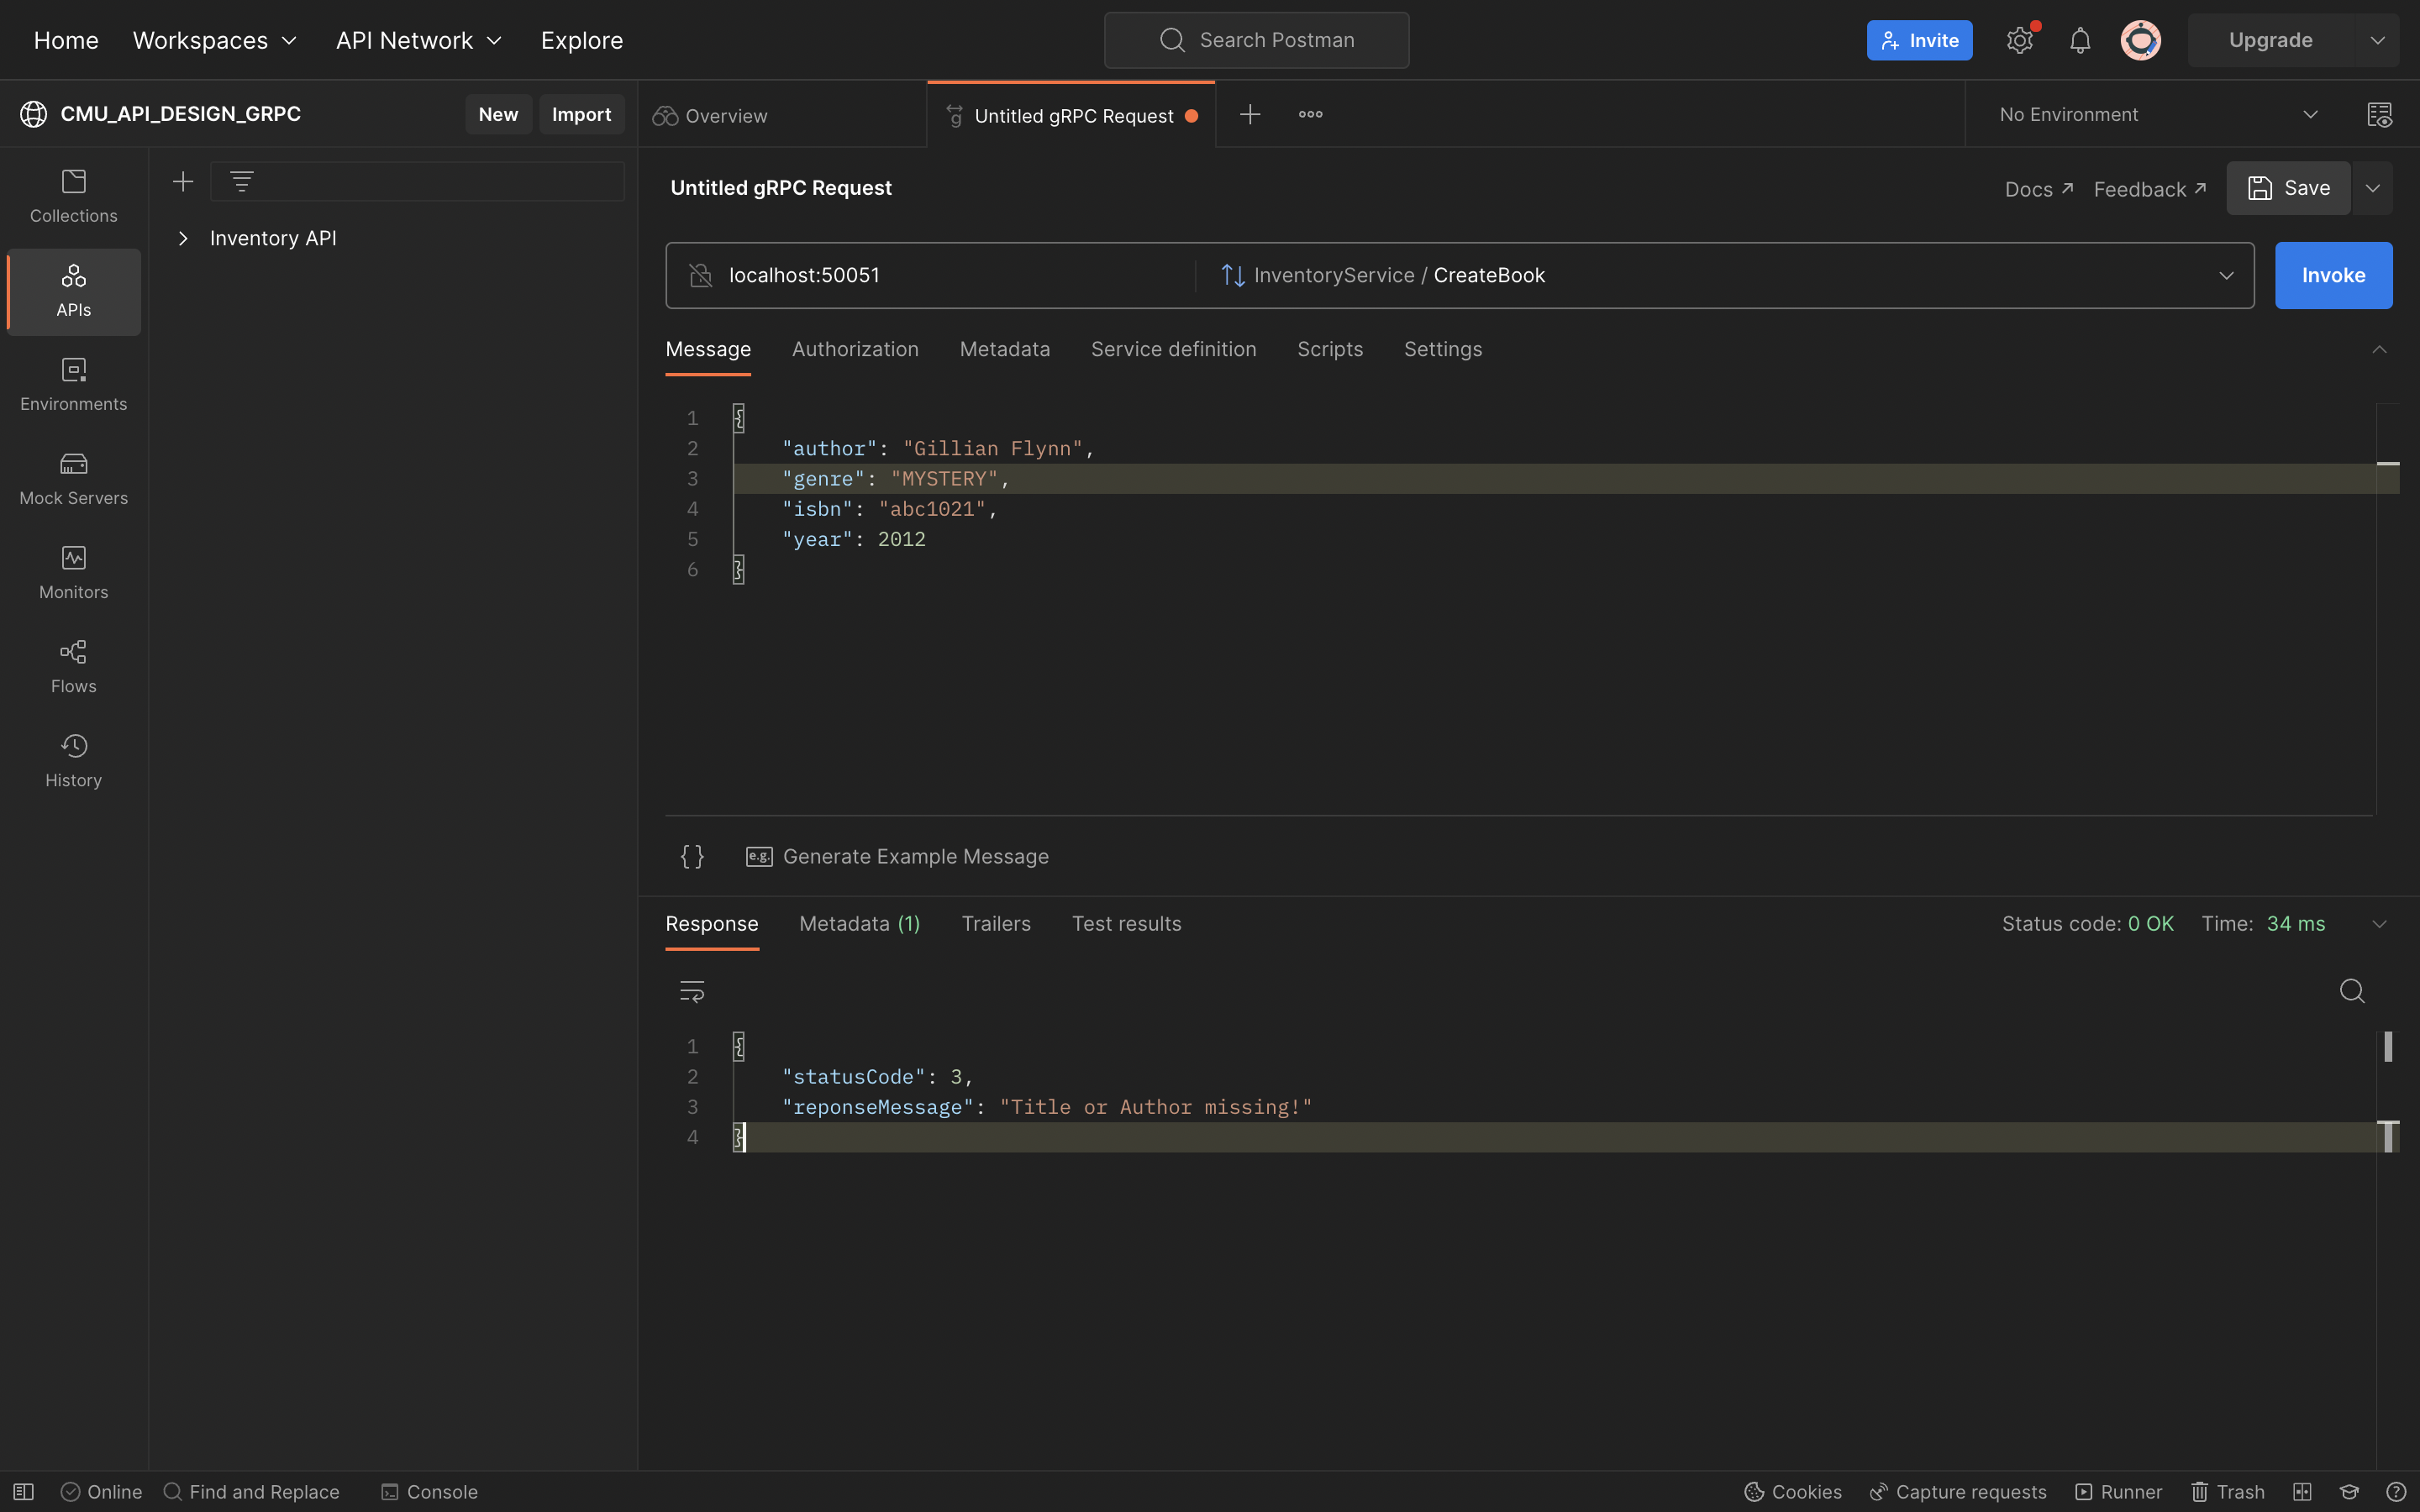 Home Workspaces API Network Explore Search Postman Invite Upgrade
CMU_API_DESIGN_GRPC New Import Overview g Untitled gRPC Request No Environment
Collections
APIs
Environments
Mock Servers
Monitors
Flows
History
Inventory API
Untitled gRPC Request Docs Feedback Save
localhost:50051 InventoryService / CreateBook Invoke
Message Authorization Metadata Service definition Scripts Settings
1 {
2 "author": "Gillian Flynn",
3 "genre": "MYSTERY",
4 "isbn": "abc1021",
5 "year": 2012
6 }
{ } e.g. Generate Example Message
Response Metadata (1) Trailers Test results Status code: 0 OK Time: 34 ms
1 {
2 "statusCode": 3,
3 "reponseMessage": "Title or Author missing!"
4 }
Online Find and Replace Console Cookies Capture requests Runner Trash